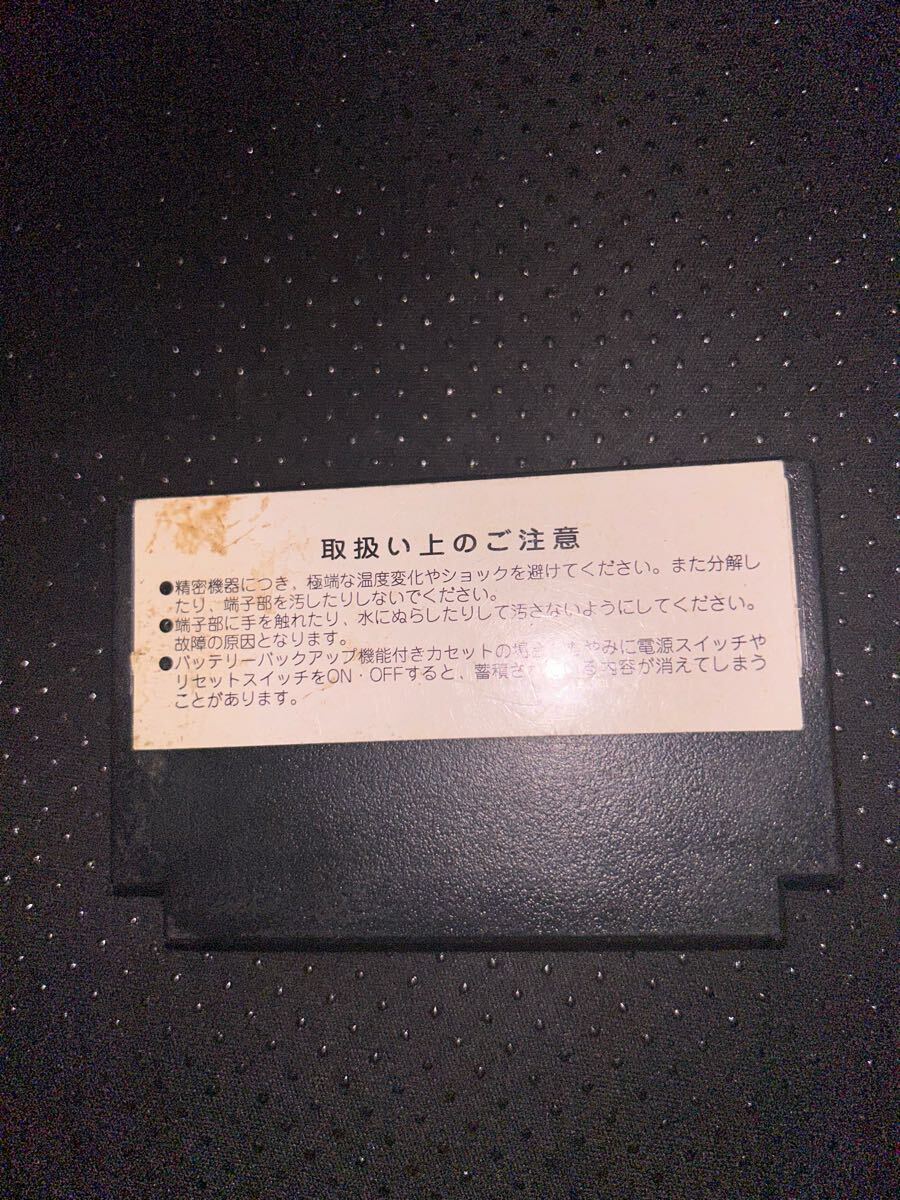 取扱い上のご注意
●精密機器につき、極端な温度変化やショックを避けてください。また分解し
たり、端子部を汚したりしないでください。
●端子部に手を触れたり、水にぬらしたりして汚さないようにしてください。
故障の原因となります。
●バッテリーバックアップ機能付きカセットの場合 やみに電源スイッチや
リセットスイッチをON・OFFすると、蓄積さ る内容が消えてしまう
ことがあります。